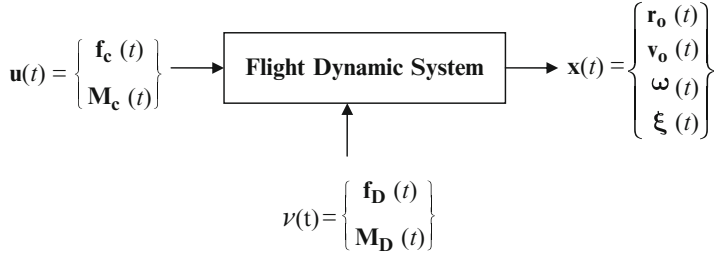 u(t) = { f_c (t) M_c (t) }
Flight Dynamic System
x(t) = { r_o (t) v_o (t) ω (t) ξ (t) }
ν(t) = { f_D (t) M_D (t) }